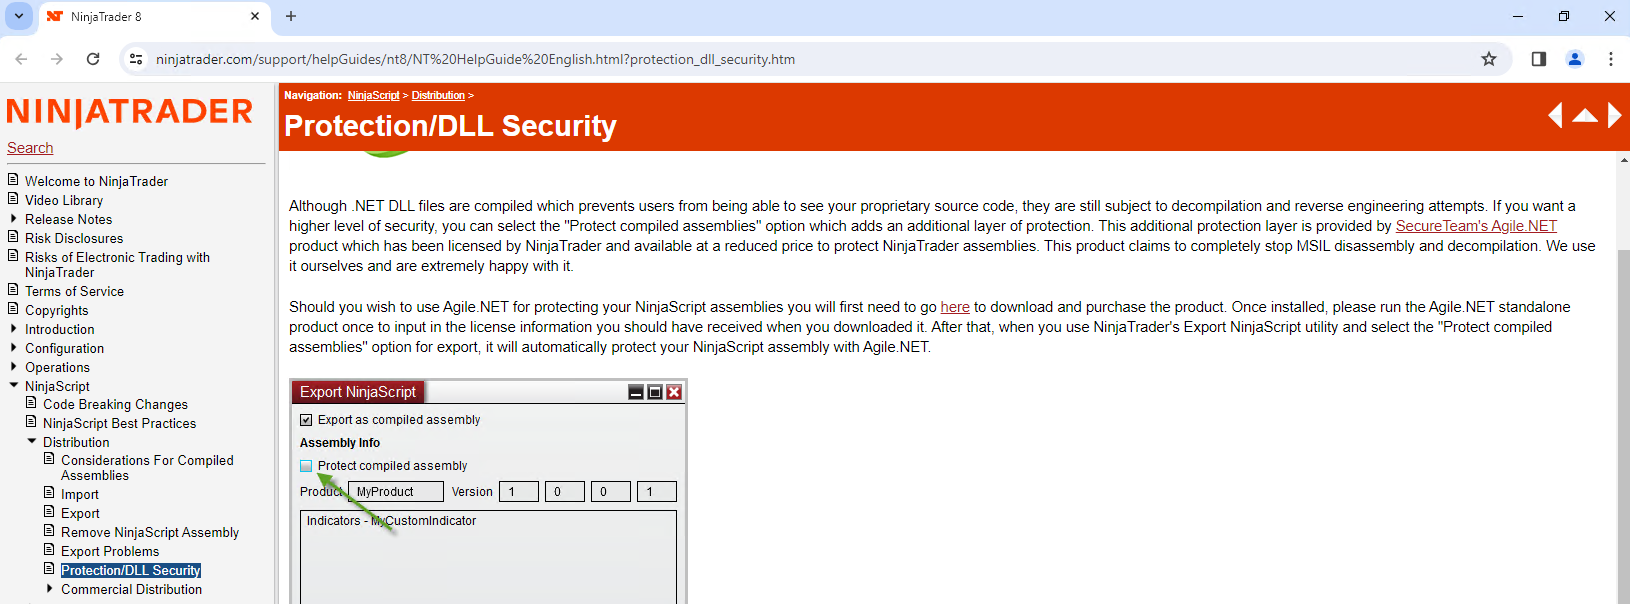 NinjaTrader 8
ninjatrader.com/support/helpGuides/nt8/NT%20HelpGuide%20English.html?protection_dll_security.htm
NINJATRADER
Search
Welcome to NinjaTrader
Video Library
Release Notes
Risk Disclosures
Risks of Electronic Trading with
NinjaTrader
Terms of Service
Copyrights
Introduction
Configuration
Operations
NinjaScript
Code Breaking Changes
NinjaScript Best Practices
Distribution
Considerations For Compiled
Assemblies
Import
Export
Remove NinjaScript Assembly
Export Problems
Protection/DLL Security
Commercial Distribution
Navigation: NinjaScript > Distribution >
Protection/DLL Security
Although .NET DLL files are compiled which prevents users from being able to see your proprietary source code, they are still subject to decompilation and reverse engineering attempts. If you want a
higher level of security, you can select the "Protect compiled assemblies" option which adds an additional layer of protection. This additional protection layer is provided by SecureTeam's Agile.NET
product which has been licensed by NinjaTrader and available at a reduced price to protect NinjaTrader assemblies. This product claims to completely stop MSIL disassembly and decompilation. We use
it ourselves and are extremely happy with it.
Should you wish to use Agile.NET for protecting your NinjaScript assemblies you will first need to go here to download and purchase the product. Once installed, please run the Agile.NET standalone
product once to input in the license information you should have received when you downloaded it. After that, when you use NinjaTrader's Export NinjaScript utility and select the "Protect compiled
assemblies" option for export, it will automatically protect your NinjaScript assembly with Agile.NET.
Export NinjaScript
Export as compiled assembly
Assembly Info
Protect compiled assembly
Product MyProduct Version 1 0 0 1
Indicators - MyCustomIndicator